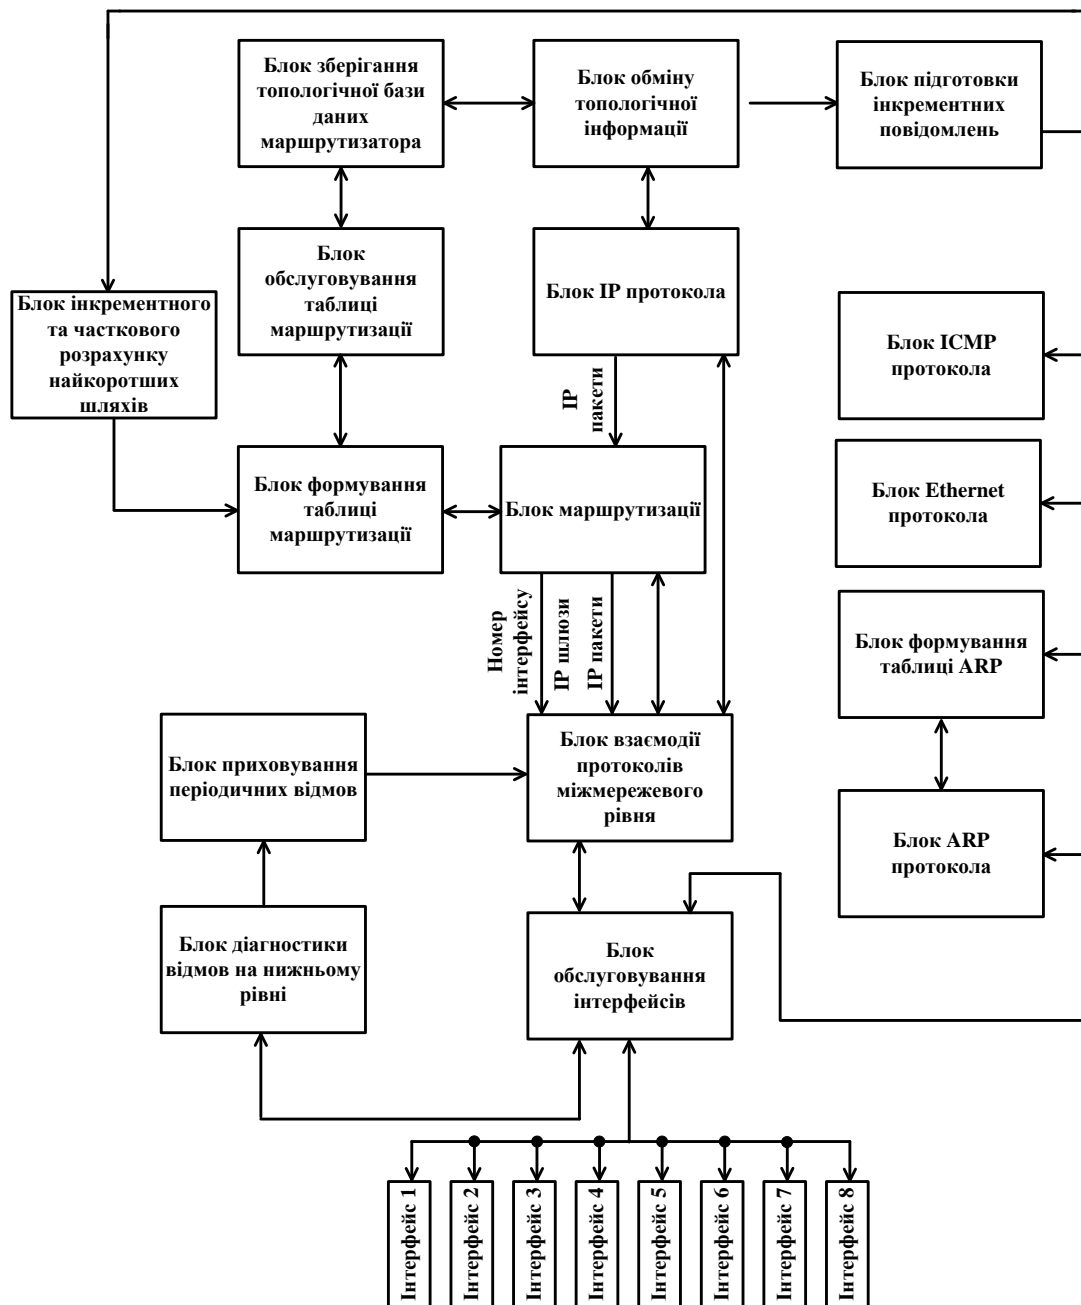 Блок зберігання
топологічної бази
даних
маршрутизатора
Блок обміну
топологічної
інформації
Блок підготовки
інкрементних
повідомлень
Блок
обслуговування
таблиці
маршрутизації
Блок IP протокола
Блок інкрементного
та часткового
розрахунку
найкоротших
шляхів
Блок ICMP
протокола
IP
пакети
Блок формування
таблиці
маршрутизації
Блок маршрутизації
Блок Ethernet
протокола
Номер
інтерфейсу
IP шлюзи
IP пакети
Блок формування
таблиці ARP
Блок приховування
періодичних відмов
Блок взаємодії
протоколів
міжмережевого
рівня
Блок ARP
протокола
Блок діагностики
відмов на нижньому
рівні
Блок
обслуговування
інтерфейсів
Інтерфейс 1
Інтерфейс 2
Інтерфейс 3
Інтерфейс 4
Інтерфейс 5
Інтерфейс 6
Інтерфейс 7
Інтерфейс 8